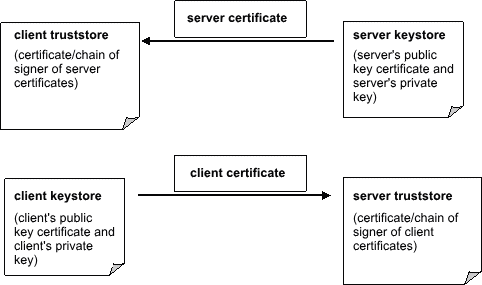 server certificate
client truststore
(certificate/chain of
signer of server
certificates)
server keystore
(server's public
key certificate and
server's private
key)
client certificate
client keystore
(client's public
key certificate and
client's private
key)
server truststore
(certificate/chain of
signer of client
certificates)